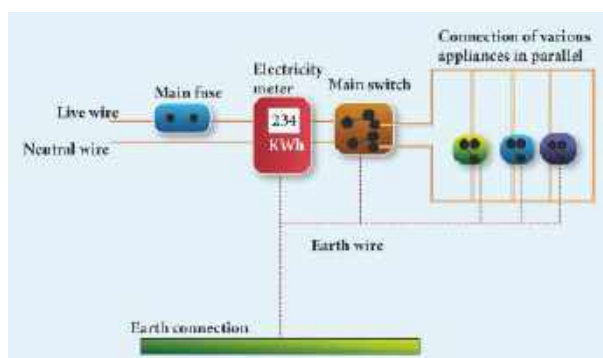 Connection of various
appliances in parallel
Electricity
meter
Main switch
Main fuse
Live wire
234
KWh
Neutral wire
Earth wire
Earth connection